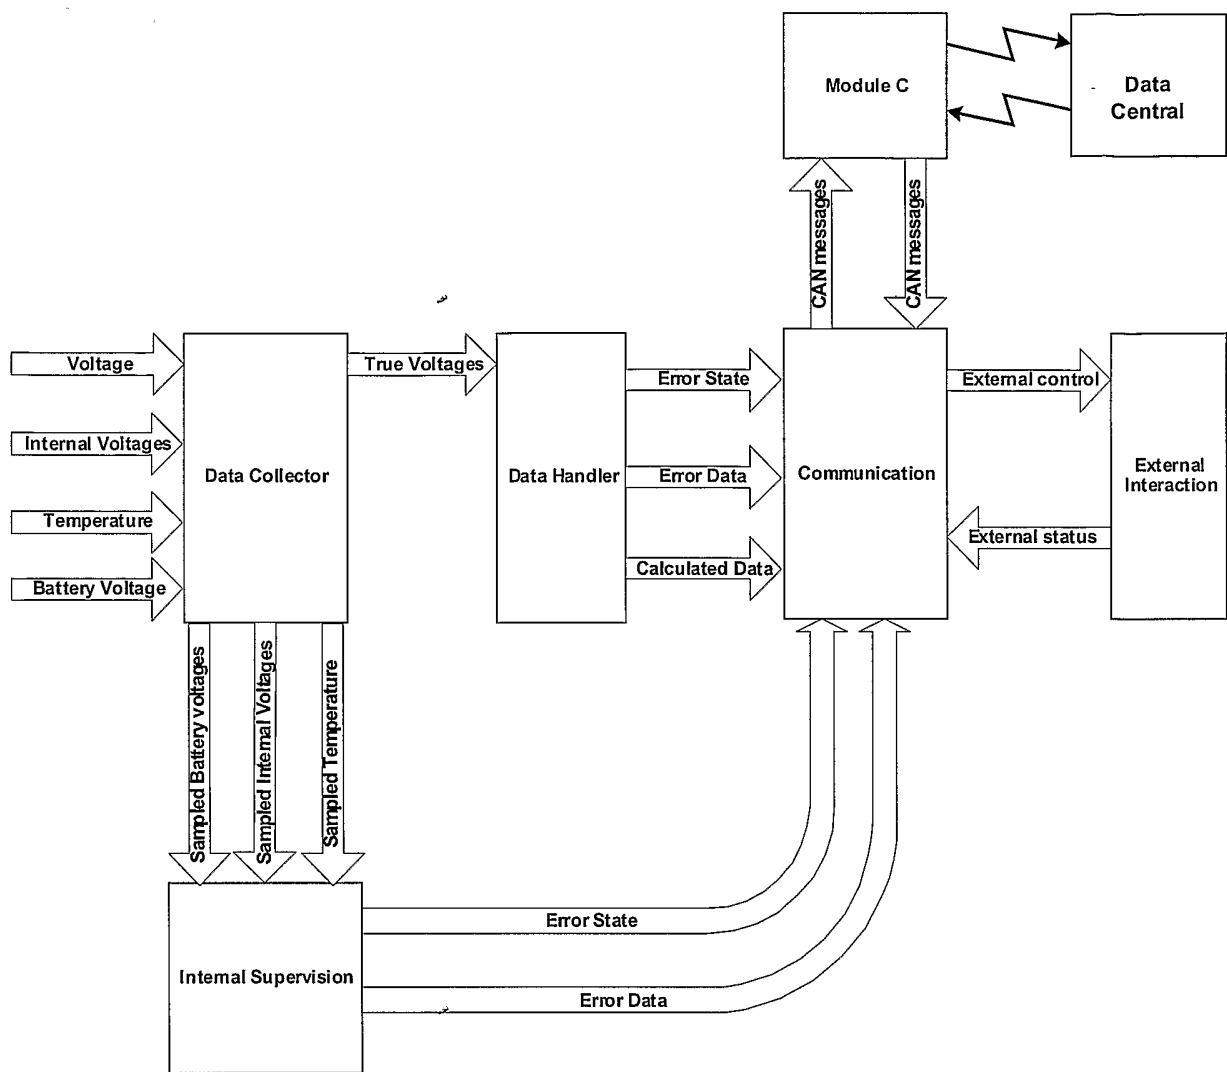 Module C
Data
Central
CAN messages
CAN messages
Voltage
Internal Voltages
Temperature
Battery Voltage
Data Collector
True Voltages
Data Handler
Error State
Error Data
Calculated Data
Communication
External control
External status
External
Interaction
Sampled Battery voltages
Sampled Internal Voltages
Sampled Temperature
Internal Supervision
Error State
Error Data